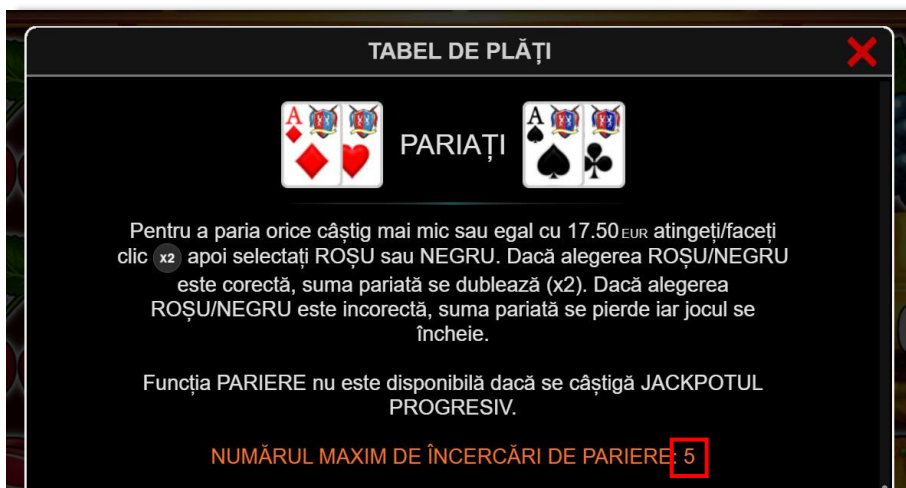 TABEL DE PLĂȚI
A A PARIAȚI A A
Pentru a paria orice câștig mai mic sau egal cu 17.50 EUR atingeți/faceți
clic x2 apoi selectați ROȘU sau NEGRU. Dacă alegerea ROȘU/NEGRU
este corectă, suma pariată se dublează (x2). Dacă alegerea
ROȘU/NEGRU este incorectă, suma pariată se pierde iar jocul se
încheie.
Funcția PARIERE nu este disponibilă dacă se câștigă JACKPOTUL
PROGRESIV.
NUMĂRUL MAXIM DE ÎNCERCĂRI DE PARIERE: 5